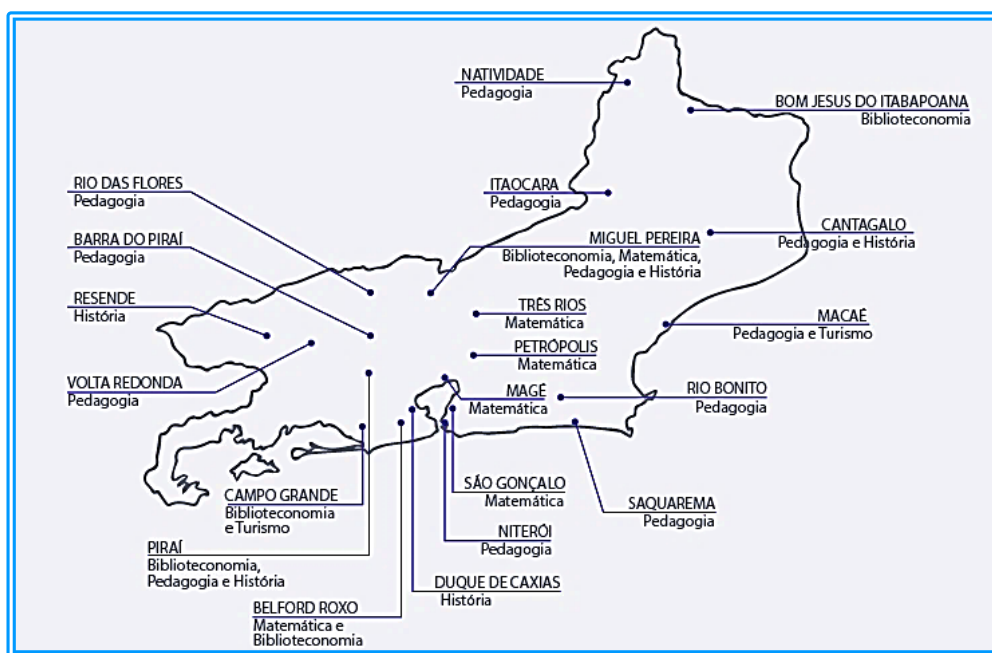 NATIVIDADE
Pedagogia
BOM JESUS DO ITABAPOANA
Biblioteconomia
RIO DAS FLORES
Pedagogia
ITAOCARA
Pedagogia
BARRA DO PIRAÍ
Pedagogia
MIGUEL PEREIRA
Biblioteconomia, Matemática,
Pedagogia e História
CANTAGALO
Pedagogia e História
RESENDE
História
TRÊS RIOS
Matemática
MACAÉ
Pedagogia e Turismo
PETRÓPOLIS
Matemática
VOLTA REDONDA
Pedagogia
MAGÉ
Matemática
RIO BONITO
Pedagogia
CAMPO GRANDE
Biblioteconomia
e Turismo
SÃO GONÇALO
Matemática
SAQUAREMA
Pedagogia
NITERÓI
Pedagogia
PIRAÍ
Biblioteconomia,
Pedagogia e História
DUQUE DE CAXIAS
História
BELFORD ROXO
Matemática e
Biblioteconomia